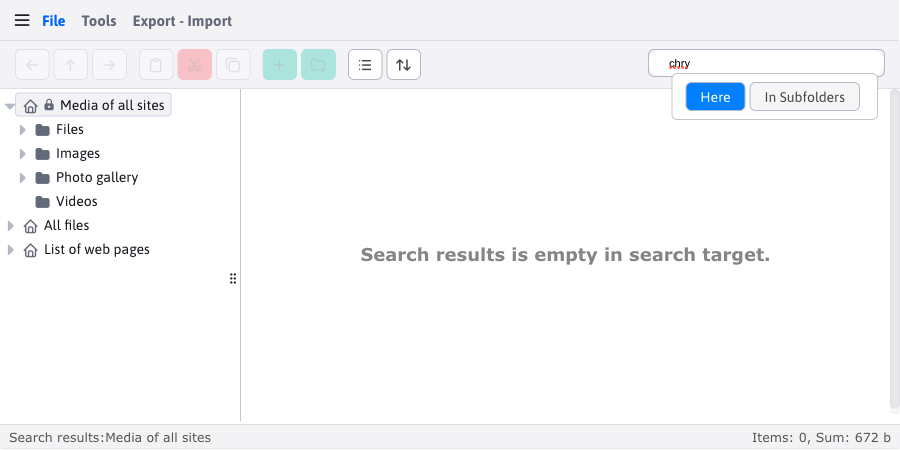 File Tools Export - Import
chry
Here In Subfolders
Media of all sites
Files
Images
Photo gallery
Videos
All files
List of web pages
Search results is empty in search target.
Search results:Media of all sites
Items: 0, Sum: 672 b